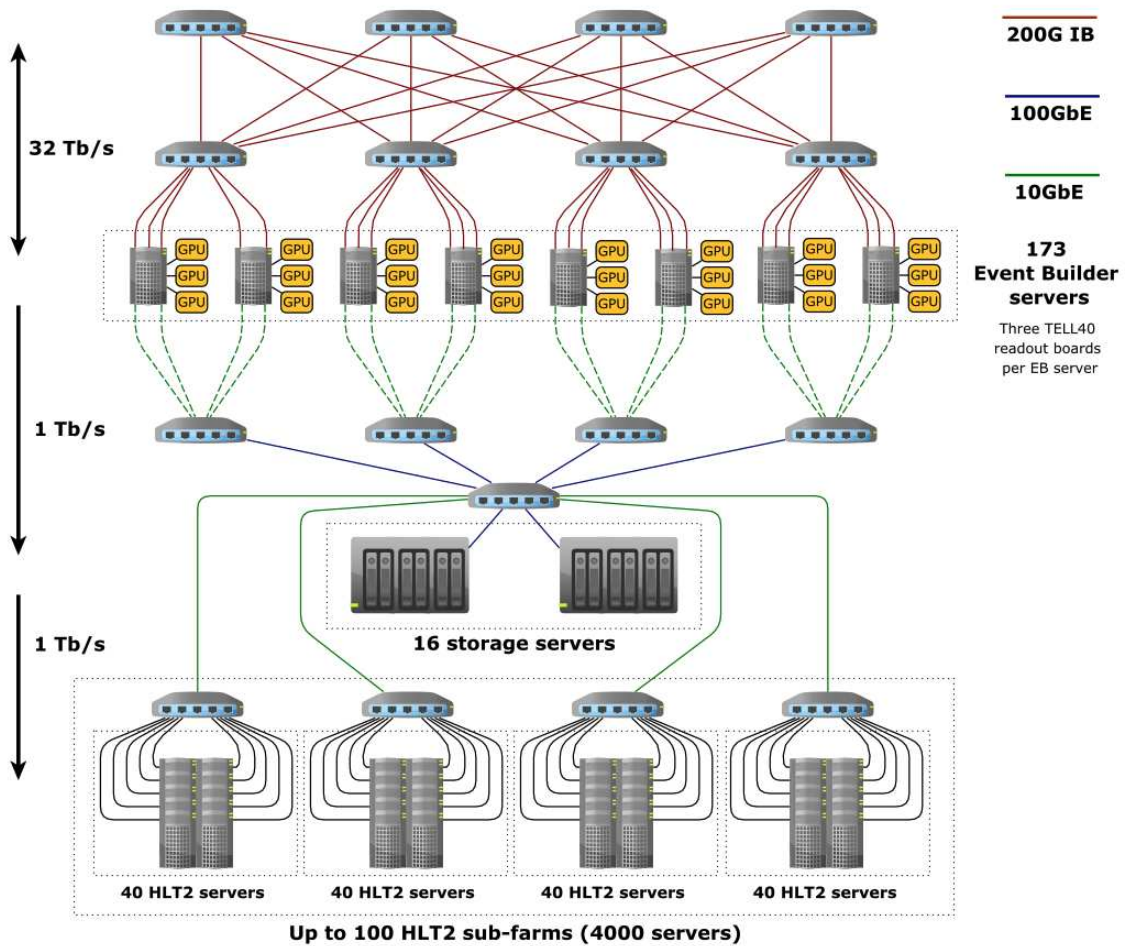 200G IB
100GbE
32 Tb/s
10GbE
GPU GPU GPU GPU GPU GPU GPU GPU
GPU GPU GPU GPU GPU GPU GPU GPU
GPU GPU GPU GPU GPU GPU GPU GPU
173
Event Builder
servers
Three TELL40
readout boards
per EB server
1 Tb/s
16 storage servers
1 Tb/s
40 HLT2 servers 40 HLT2 servers 40 HLT2 servers 40 HLT2 servers
Up to 100 HLT2 sub-farms (4000 servers)